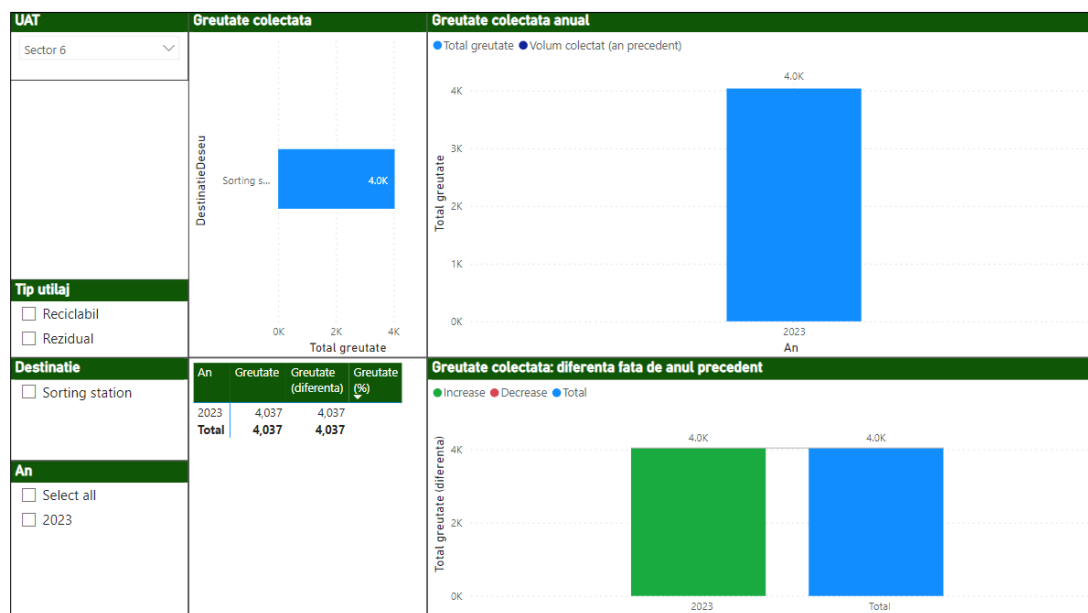 UAT
Sector 6
Tip utilaj
Reciclabil
Rezidual
Destinatie
Sorting station
An
Select all
2023
Greutate colectata
DestinatieDeseu
Sorting s...
4.0K
0K
2K
4K
Total greutate
An Greutate Greutate (diferenta) Greutate (%)
2023 4,037 4,037
Total 4,037 4,037
Greutate colectata anual
Total greutate Volum colectat (an precedent)
Total greutate
4K
3K
2K
1K
0K
4.0K
2023
An
Greutate colectata: diferenta fata de anul precedent
Increase Decrease Total
Total greutate (diferenta)
4K
2K
0K
4.0K
4.0K
2023
Total